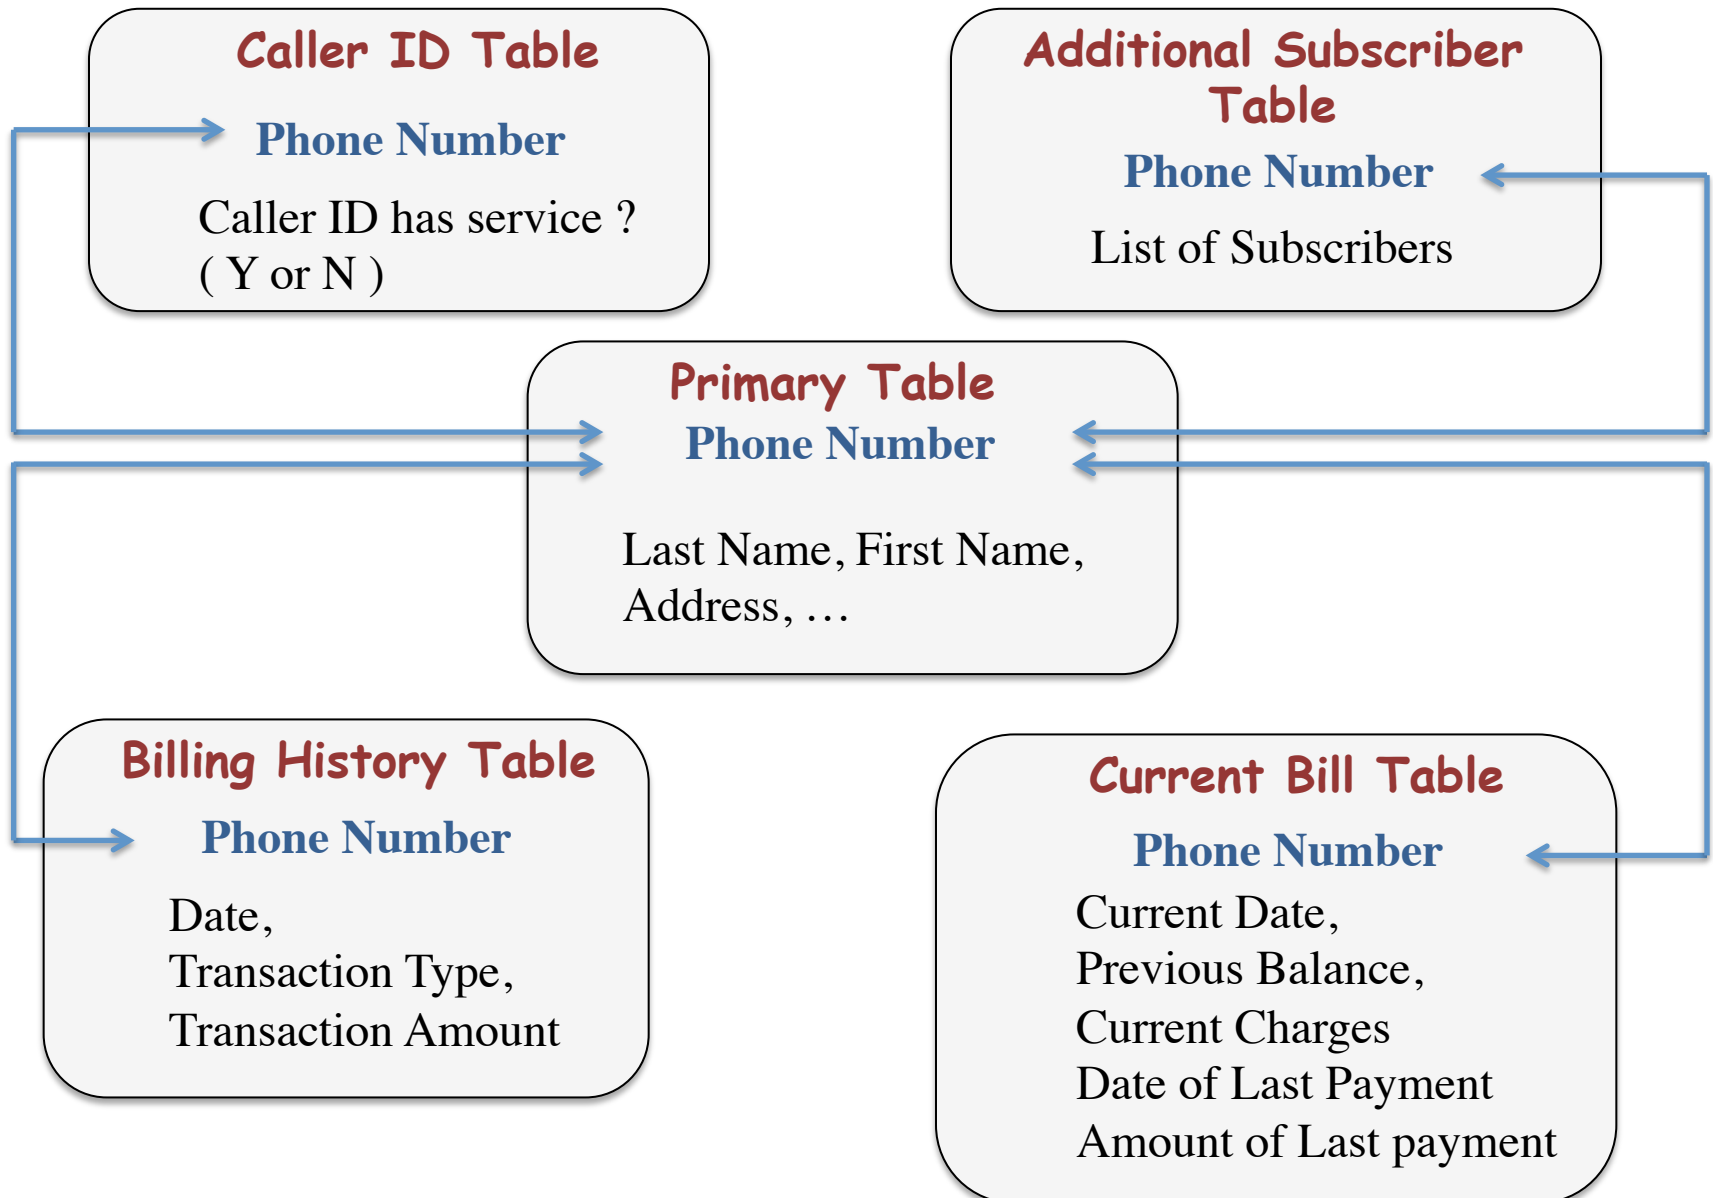 Caller ID Table
Phone Number
Caller ID has service ?
( Y or N )
Additional Subscriber
Table
Phone Number
List of Subscribers
Primary Table
Phone Number
Last Name, First Name,
Address, …
Billing History Table
Phone Number
Date,
Transaction Type,
Transaction Amount
Current Bill Table
Phone Number
Current Date,
Previous Balance,
Current Charges
Date of Last Payment
Amount of Last payment